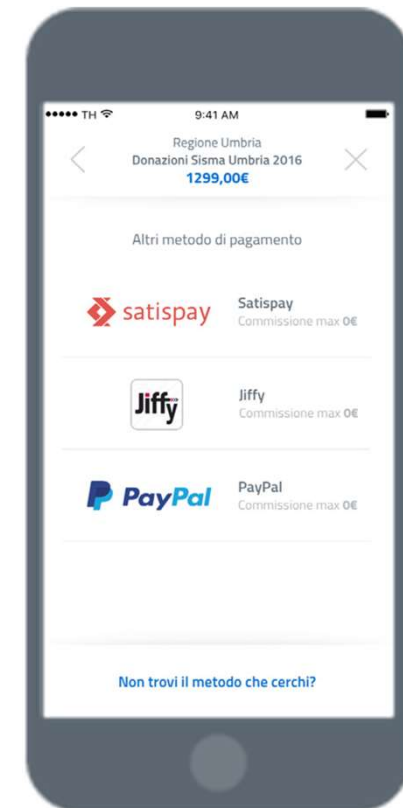 TH 9:41 AM
Regione Umbria
Donazioni Sisma Umbria 2016
1299,00€
Altri metodo di pagamento
satispay
Satispay
Commissione max 0€
Jiffy
Jiffy
Commissione max 0€
PayPal
PayPal
Commissione max 0€
Non trovi il metodo che cerchi?